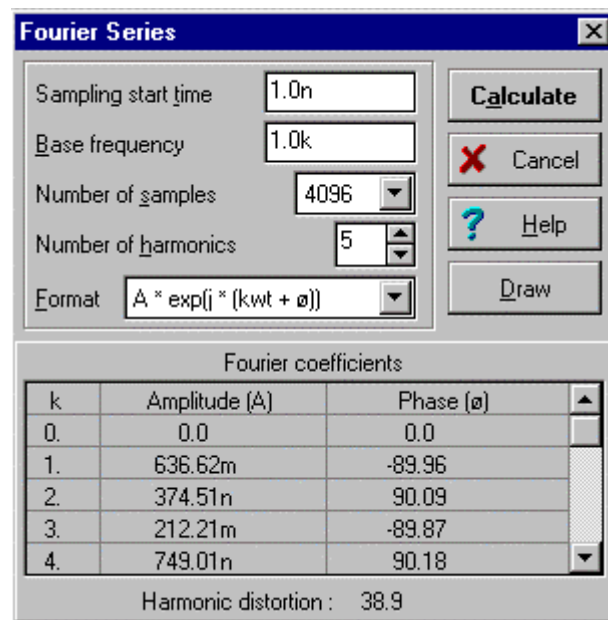 Fourier Series
Sampling start time 1.0n
Base frequency 1.0k
Number of samples 4096
Number of harmonics 5
Format A * exp(j * (kwt + ø))
Calculate
Cancel
? Help
Draw
Fourier coefficients
k Amplitude (A) Phase (ø)
0. 0.0 0.0
1. 636.62m -89.96
2. 374.51n 90.09
3. 212.21m -89.87
4. 749.01n 90.18
Harmonic distortion : 38.9